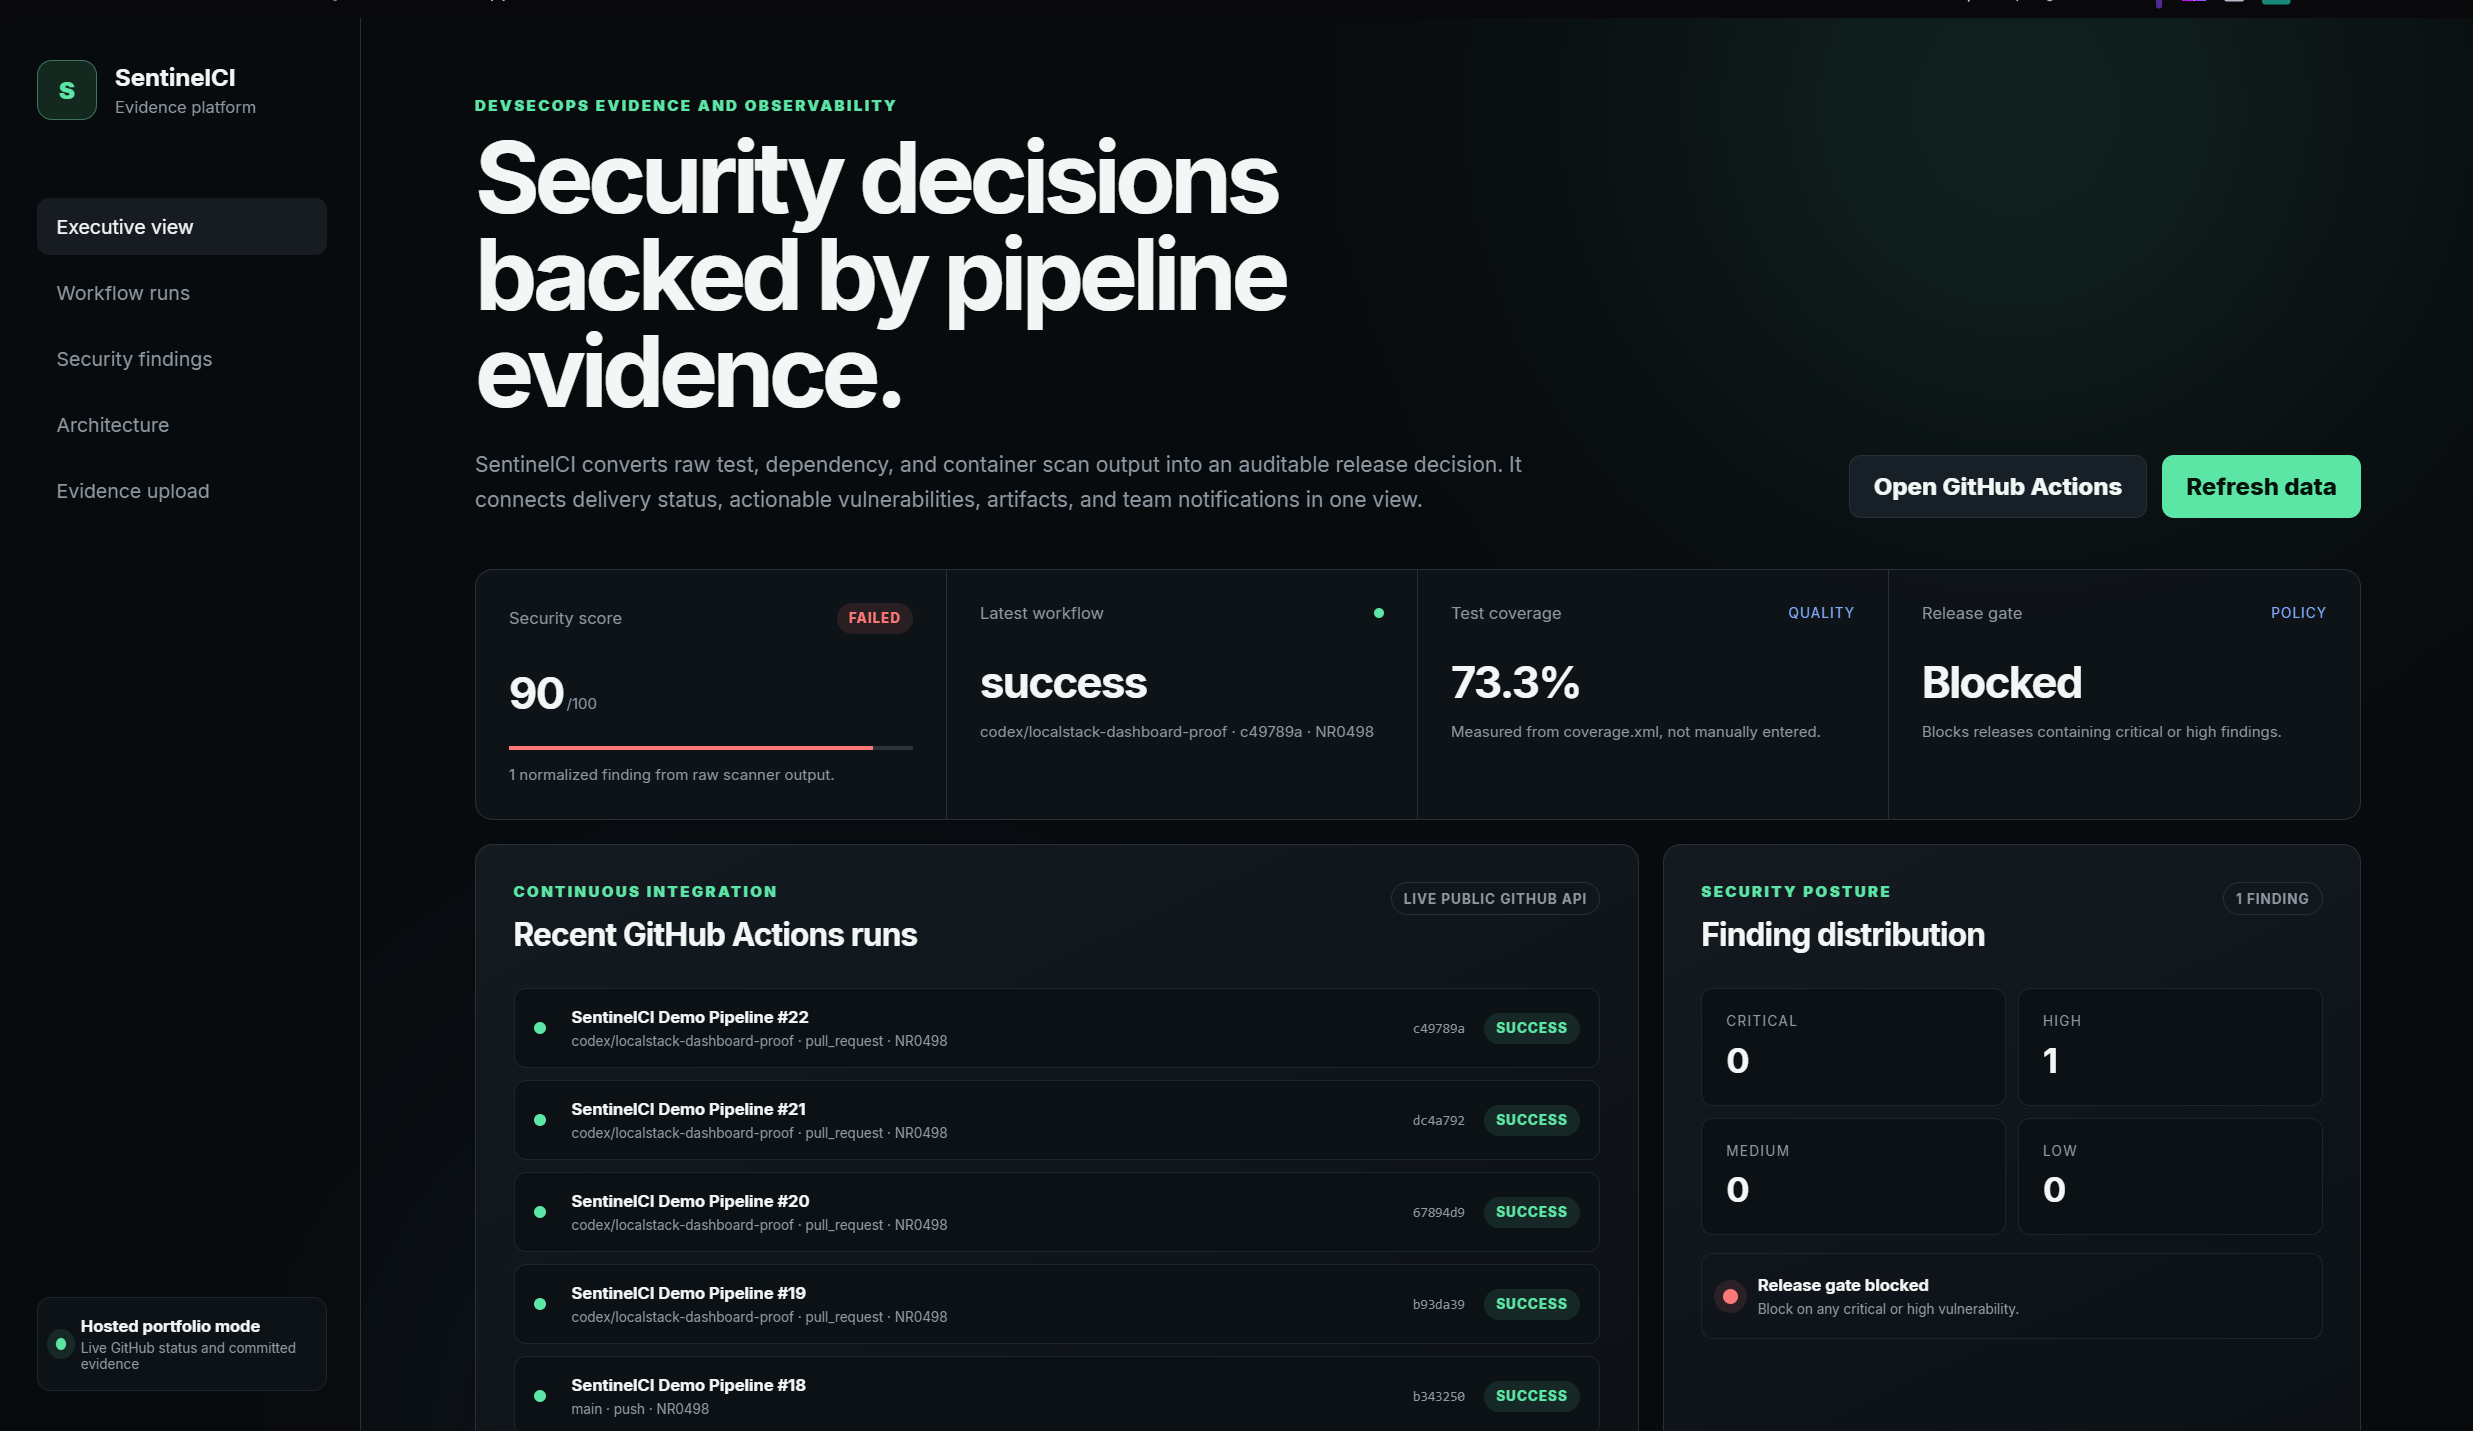 S
SentinelCI
Evidence platform
Executive view
Workflow runs
Security findings
Architecture
Evidence upload
Hosted portfolio mode
Live GitHub status and committed
evidence
DEVSECOPS EVIDENCE AND OBSERVABILITY
Security decisions
backed by pipeline
evidence.
SentinelCI converts raw test, dependency, and container scan output into an auditable release decision. It
connects delivery status, actionable vulnerabilities, artifacts, and team notifications in one view.
Open GitHub Actions
Refresh data
Security score
FAILED
90/100
1 normalized finding from raw scanner output.
Latest workflow
success
codex/localstack-dashboard-proof · c49789a · NR0498
Test coverage
QUALITY
73.3%
Measured from coverage.xml, not manually entered.
Release gate
POLICY
Blocked
Blocks releases containing critical or high findings.
CONTINUOUS INTEGRATION
LIVE PUBLIC GITHUB API
Recent GitHub Actions runs
SentinelCI Demo Pipeline #22
codex/localstack-dashboard-proof · pull_request · NR0498
c49789a
SUCCESS
SentinelCI Demo Pipeline #21
codex/localstack-dashboard-proof · pull_request · NR0498
dc4a792
SUCCESS
SentinelCI Demo Pipeline #20
codex/localstack-dashboard-proof · pull_request · NR0498
67894d9
SUCCESS
SentinelCI Demo Pipeline #19
codex/localstack-dashboard-proof · pull_request · NR0498
b93da39
SUCCESS
SentinelCI Demo Pipeline #18
main · push · NR0498
b343250
SUCCESS
SECURITY POSTURE
1 FINDING
Finding distribution
CRITICAL
0
HIGH
1
MEDIUM
0
LOW
0
Release gate blocked
Block on any critical or high vulnerability.